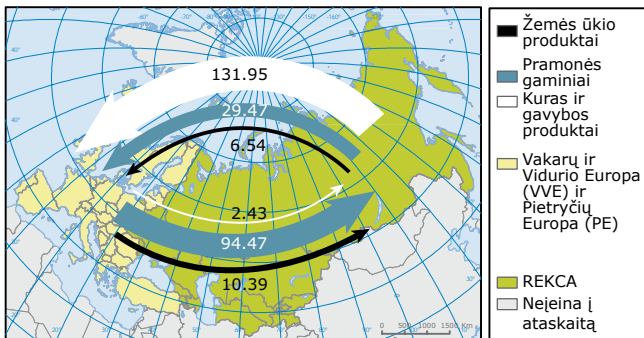 131.95
29.47
6.54
2.43
94.47
10.39
0 500 1000 1500 Km
Žemės ūkio
produktai
Pramonės
gaminiai
Kuras ir
gavybos
produktai
Vakarų ir
Vidurio Europa
(VVE) ir
Pietryčių
Europa (PE)
REKCA
Neįeina į
ataskaitą